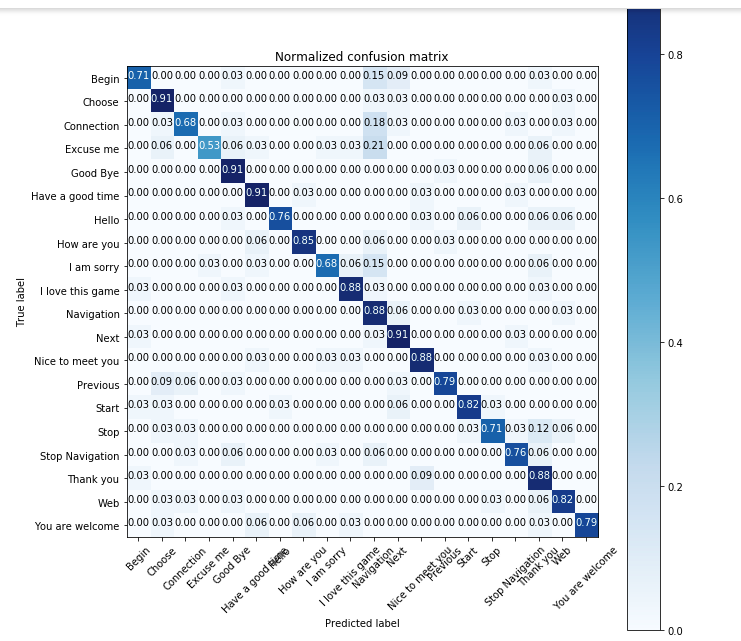 Normalized confusion matrix
True label
Begin 0.71 0.00 0.00 0.00 0.03 0.00 0.00 0.00 0.00 0.00 0.15 0.09 0.00 0.00 0.00 0.00 0.00 0.03 0.00 0.00
Choose 0.00 0.91 0.00 0.00 0.00 0.00 0.00 0.00 0.00 0.00 0.03 0.03 0.00 0.00 0.00 0.00 0.00 0.00 0.03 0.00
Connection 0.00 0.03 0.68 0.00 0.03 0.00 0.00 0.00 0.00 0.00 0.18 0.03 0.00 0.00 0.00 0.00 0.03 0.00 0.03 0.00
Excuse me 0.00 0.06 0.00 0.53 0.06 0.03 0.00 0.00 0.03 0.03 0.21 0.00 0.00 0.00 0.00 0.00 0.00 0.06 0.00 0.00
Good Bye 0.00 0.00 0.00 0.00 0.91 0.00 0.00 0.00 0.00 0.00 0.00 0.00 0.00 0.03 0.00 0.00 0.00 0.06 0.00 0.00
Have a good time 0.00 0.00 0.00 0.00 0.00 0.91 0.00 0.03 0.00 0.00 0.00 0.00 0.03 0.00 0.00 0.00 0.03 0.00 0.00 0.00
Hello 0.00 0.00 0.00 0.00 0.03 0.00 0.76 0.00 0.00 0.00 0.00 0.00 0.03 0.00 0.06 0.00 0.00 0.06 0.06 0.00
How are you 0.00 0.00 0.00 0.00 0.00 0.06 0.00 0.85 0.00 0.00 0.06 0.00 0.00 0.03 0.00 0.00 0.00 0.00 0.00 0.00
I am sorry 0.00 0.00 0.00 0.03 0.00 0.03 0.00 0.00 0.68 0.06 0.15 0.00 0.00 0.00 0.00 0.00 0.00 0.06 0.00 0.00
I love this game 0.03 0.00 0.00 0.00 0.03 0.00 0.00 0.00 0.00 0.88 0.00 0.00 0.00 0.00 0.03 0.00 0.00 0.03 0.00 0.00
Navigation 0.00 0.00 0.00 0.00 0.00 0.00 0.00 0.00 0.00 0.00 0.88 0.06 0.00 0.00 0.03 0.00 0.00 0.00 0.03 0.00
Next 0.03 0.00 0.00 0.00 0.00 0.00 0.00 0.00 0.00 0.00 0.03 0.91 0.00 0.00 0.00 0.00 0.03 0.00 0.00 0.00
Nice to meet you 0.00 0.00 0.00 0.00 0.00 0.03 0.00 0.00 0.03 0.03 0.00 0.00 0.88 0.00 0.00 0.00 0.00 0.03 0.00 0.00
Previous 0.00 0.09 0.06 0.00 0.03 0.00 0.00 0.00 0.00 0.00 0.00 0.03 0.00 0.79 0.00 0.00 0.00 0.00 0.00 0.00
Start 0.03 0.03 0.00 0.00 0.00 0.00 0.03 0.00 0.00 0.00 0.00 0.06 0.00 0.00 0.82 0.03 0.00 0.00 0.00 0.00
Stop 0.00 0.03 0.03 0.00 0.00 0.00 0.00 0.00 0.00 0.00 0.00 0.00 0.00 0.00 0.03 0.71 0.03 0.12 0.06 0.00
Stop Navigation 0.00 0.00 0.03 0.00 0.06 0.00 0.00 0.00 0.03 0.00 0.06 0.00 0.00 0.00 0.00 0.00 0.76 0.06 0.00 0.00
Thank you 0.03 0.00 0.00 0.00 0.00 0.00 0.00 0.00 0.00 0.00 0.00 0.00 0.09 0.00 0.00 0.00 0.00 0.88 0.00 0.00
Web 0.00 0.03 0.03 0.00 0.03 0.00 0.00 0.00 0.00 0.00 0.00 0.00 0.00 0.00 0.00 0.03 0.00 0.06 0.82 0.00
You are welcome 0.00 0.03 0.00 0.00 0.00 0.06 0.00 0.06 0.00 0.03 0.00 0.00 0.00 0.00 0.00 0.00 0.00 0.03 0.00 0.79
Begin
Choose
Connection
Excuse me
Good Bye
Have a good time
Hello
How are you
I am sorry
I love this game
Navigation
Next
Nice to meet you
Previous
Start
Stop
Stop Navigation
Thank you
Web
You are welcome
Predicted label
0.8
0.6
0.4
0.2
0.0